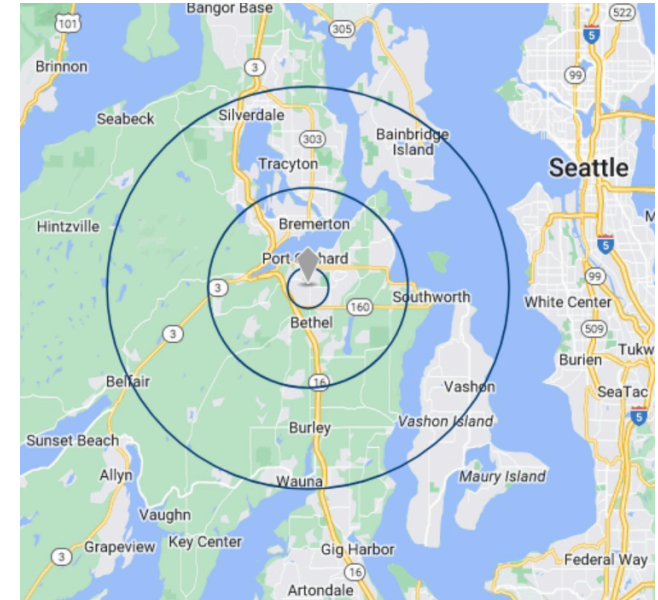 Bangor Base
101
305
522
5
Brinnon
3
99
Seabeck
Silverdale
303
Bainbridge
Island
Tracyton
Seattle
Hintzville
Bremerton
5
Port
3
99
Southworth
White Center
160
Bethel
509
3
Tukw
Burien
Belfair
16
Vashon
SeaTac
5
Burley
Vashon Island
Sunset Beach
Allyn
Wauna
Maury Island
Vaughn
Grapeview
Key Center
Gig Harbor
3
16
Federal Way
Artondale